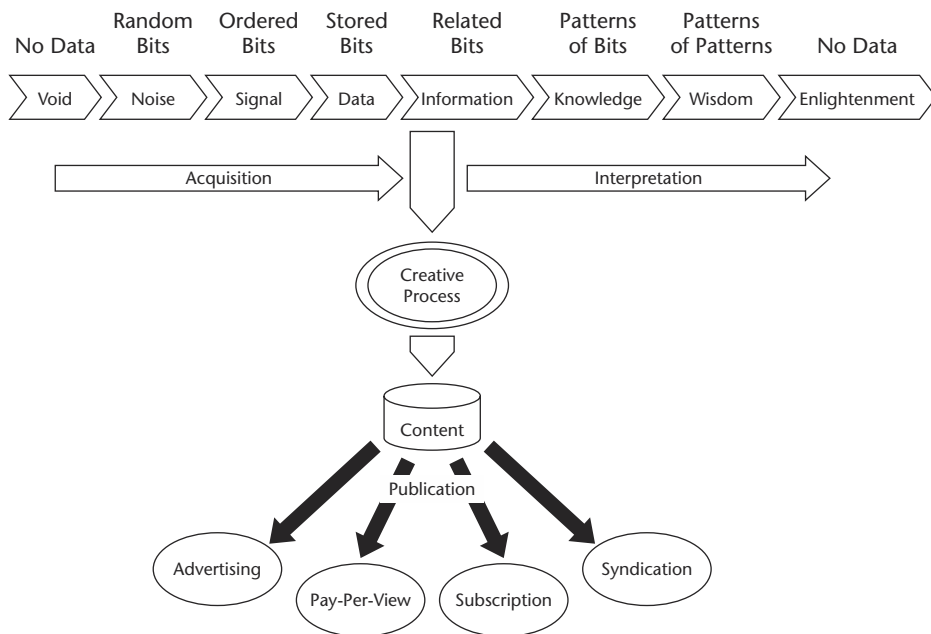 No Data
Random
Bits
Ordered
Bits
Stored
Bits
Related
Bits
Patterns
of Bits
Patterns
of Patterns
No Data
Void
Noise
Signal
Data
Information
Knowledge
Wisdom
Enlightenment
Acquisition
Interpretation
Creative
Process
Content
Publication
Advertising
Pay-Per-View
Subscription
Syndication